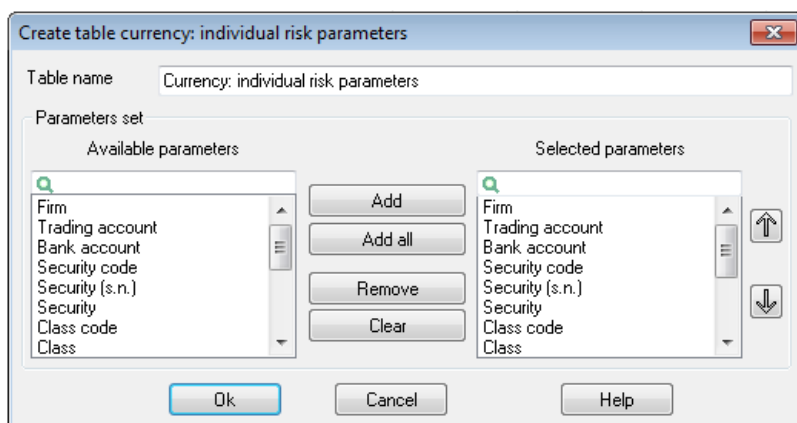 Create table currency: individual risk parameters
Table name
Currency: individual risk parameters
Parameters set
Available parameters
Firm
Trading account
Bank account
Security code
Security (s.n.)
Security
Class code
Class
Add
Add all
Remove
Clear
Selected parameters
Firm
Trading account
Bank account
Security code
Security (s.n.)
Security
Class code
Class
Ok
Cancel
Help